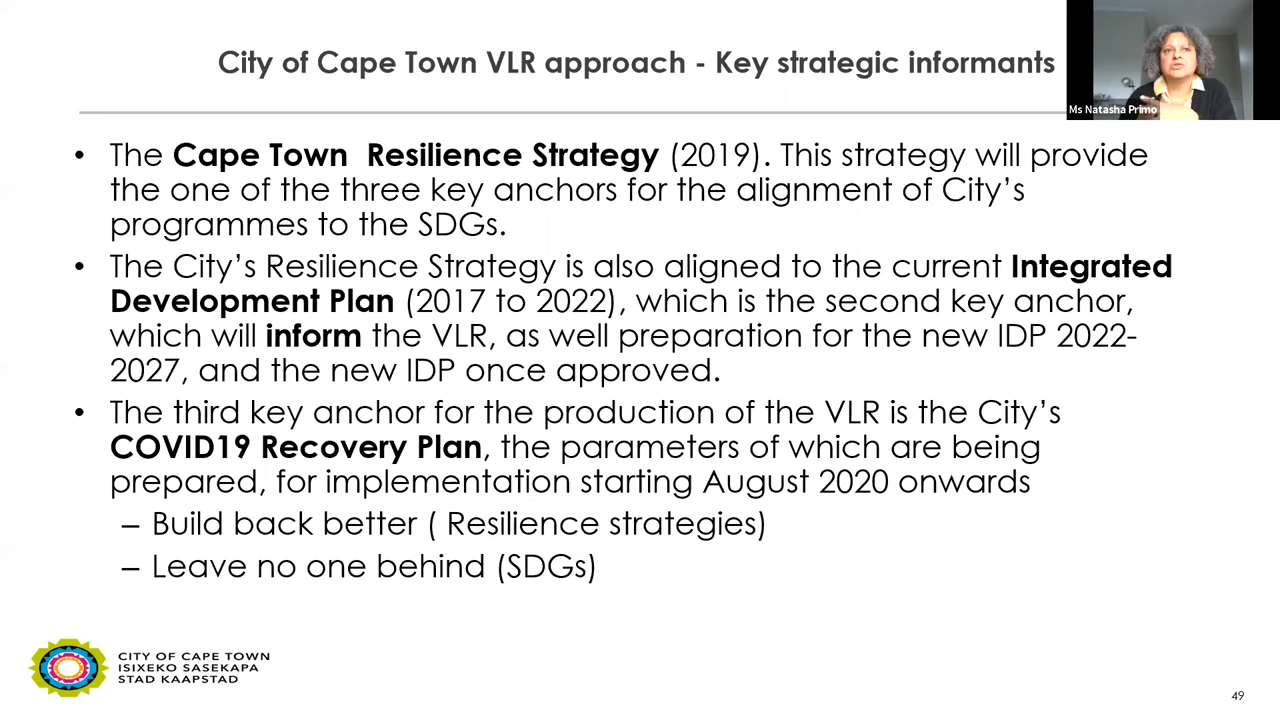 City of Cape Town VLR approach - Key strategic informants
Ms Natasha Primo
• The Cape Town  Resilience Strategy (2019). This strategy will provide
the one of the three key anchors for the alignment of City’s
programmes to the SDGs.
• The City’s Resilience Strategy is also aligned to the current Integrated
Development Plan (2017 to 2022), which is the second key anchor,
which will inform the VLR, as well preparation for the new IDP 2022-
2027, and the new IDP once approved.
• The third key anchor for the production of the VLR is the City’s
COVID19 Recovery Plan, the parameters of which are being
prepared, for implementation starting August 2020 onwards
– Build back better ( Resilience strategies)
– Leave no one behind (SDGs)
CITY OF CAPE TOWN
ISIXEKO SASEKAPA
STAD KAAPSTAD
49